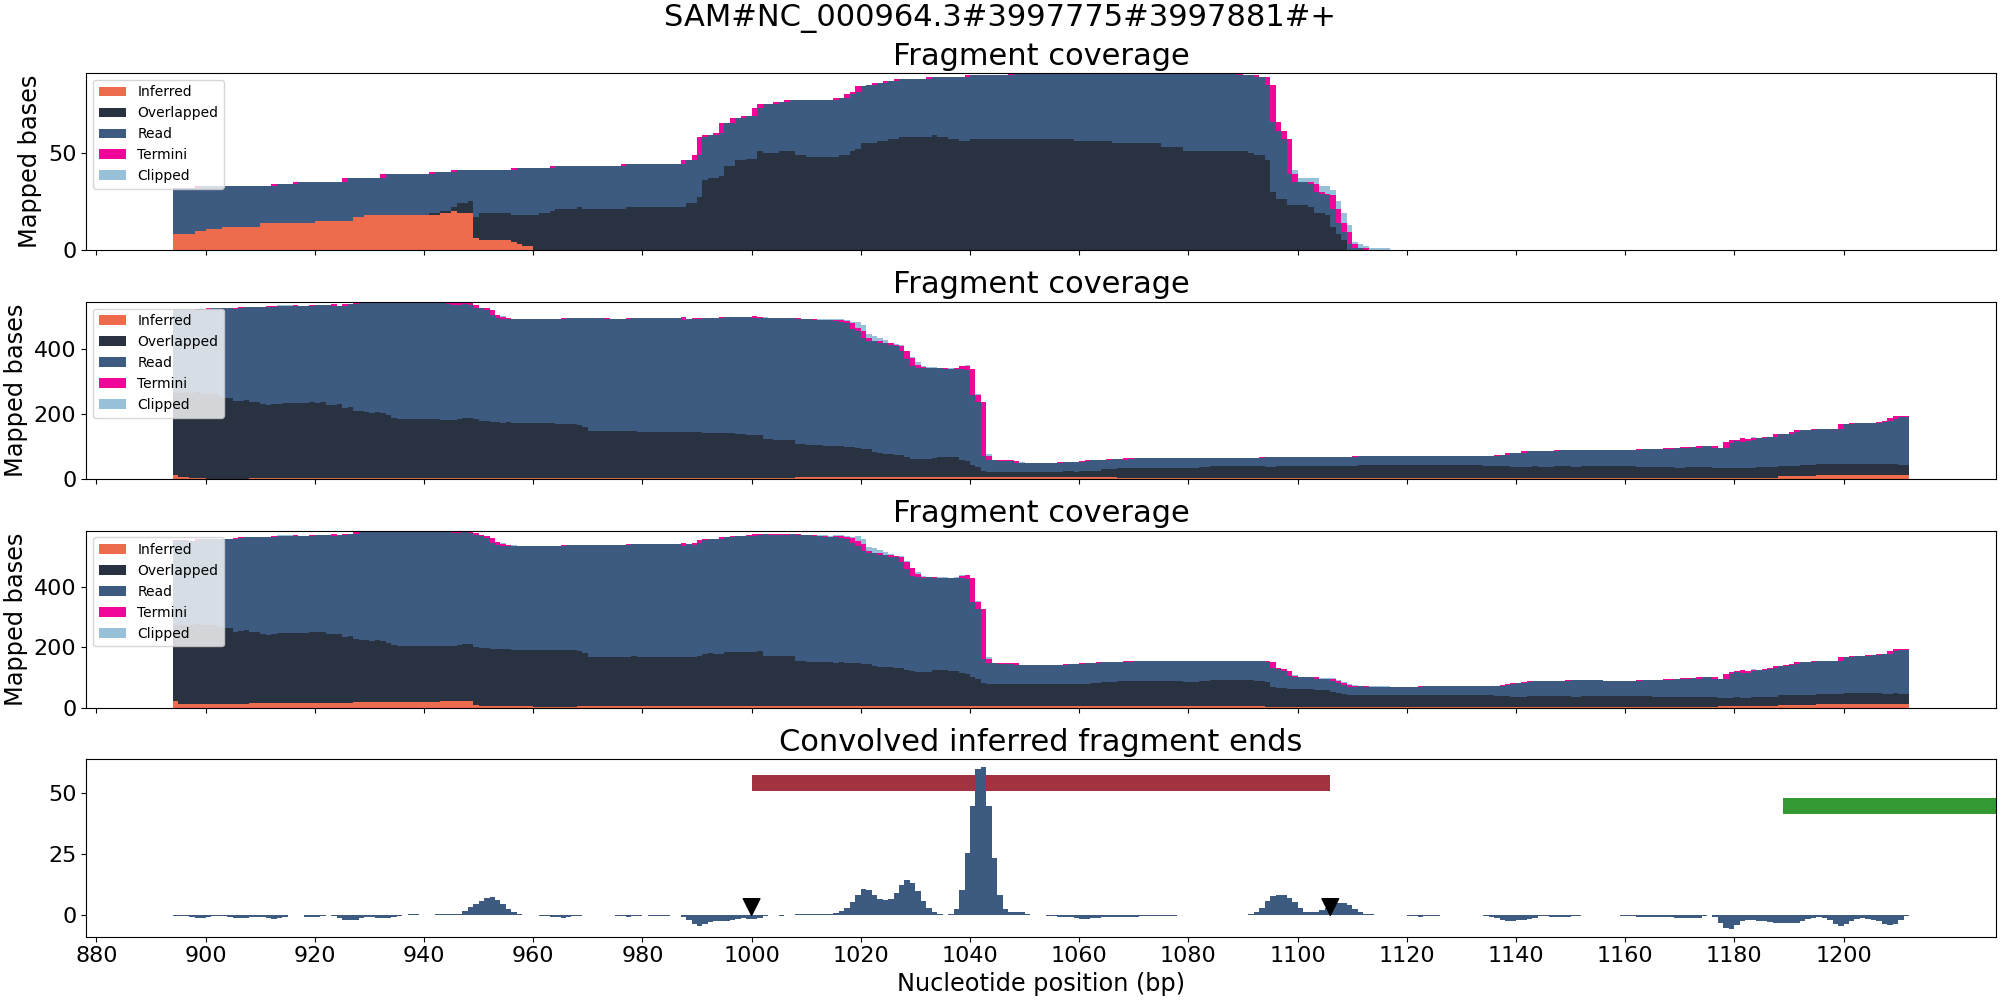 SAM#NC_000964.3#3997775#3997881#+
Fragment coverage
Mapped bases
50
0
Inferred
Overlapped
Read
Termini
Clipped
Fragment coverage
Mapped bases
400
200
0
Inferred
Overlapped
Read
Termini
Clipped
Fragment coverage
Mapped bases
400
200
0
Inferred
Overlapped
Read
Termini
Clipped
Convolved inferred fragment ends
50
25
0
880 900 920 940 960 980 1000 1020 1040 1060 1080 1100 1120 1140 1160 1180 1200
Nucleotide position (bp)